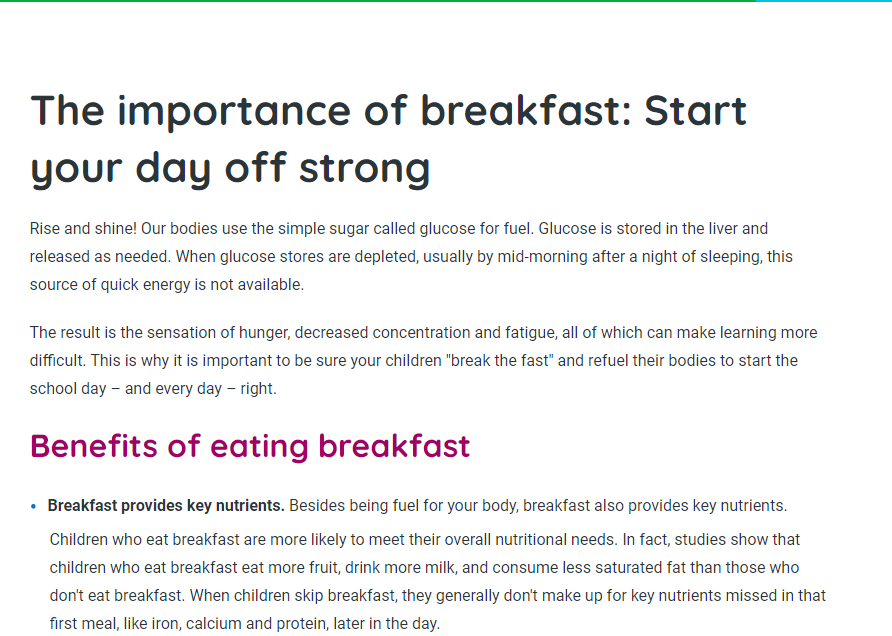 The importance of breakfast: Start
your day off strong
Rise and shine! Our bodies use the simple sugar called glucose for fuel. Glucose is stored in the liver and
released as needed. When glucose stores are depleted, usually by mid-morning after a night of sleeping, this
source of quick energy is not available.
The result is the sensation of hunger, decreased concentration and fatigue, all of which can make learning more
difficult. This is why it is important to be sure your children "break the fast" and refuel their bodies to start the
school day – and every day – right.
Benefits of eating breakfast
• Breakfast provides key nutrients. Besides being fuel for your body, breakfast also provides key nutrients.
Children who eat breakfast are more likely to meet their overall nutritional needs. In fact, studies show that
children who eat breakfast eat more fruit, drink more milk, and consume less saturated fat than those who
don't eat breakfast. When children skip breakfast, they generally don't make up for key nutrients missed in that
first meal, like iron, calcium and protein, later in the day.